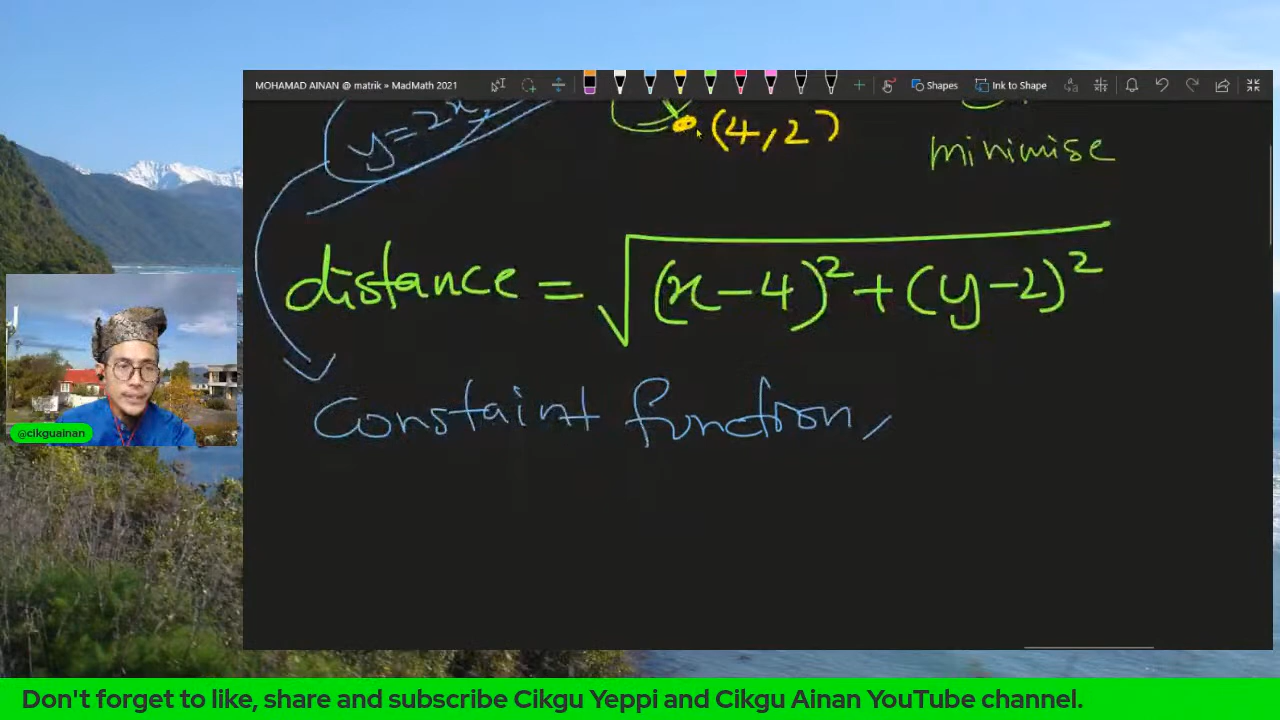 MOHAMAD AINAN @ matrik » MadMath 2021
Shapes
Ink to Shape
(4,2)
minimise
distance = √(x-4)²+(y-2)²
Constaint function,
@cikguainan
Don't forget to like, share and subscribe Cikgu Yeppi and Cikgu Ainan YouTube channel.